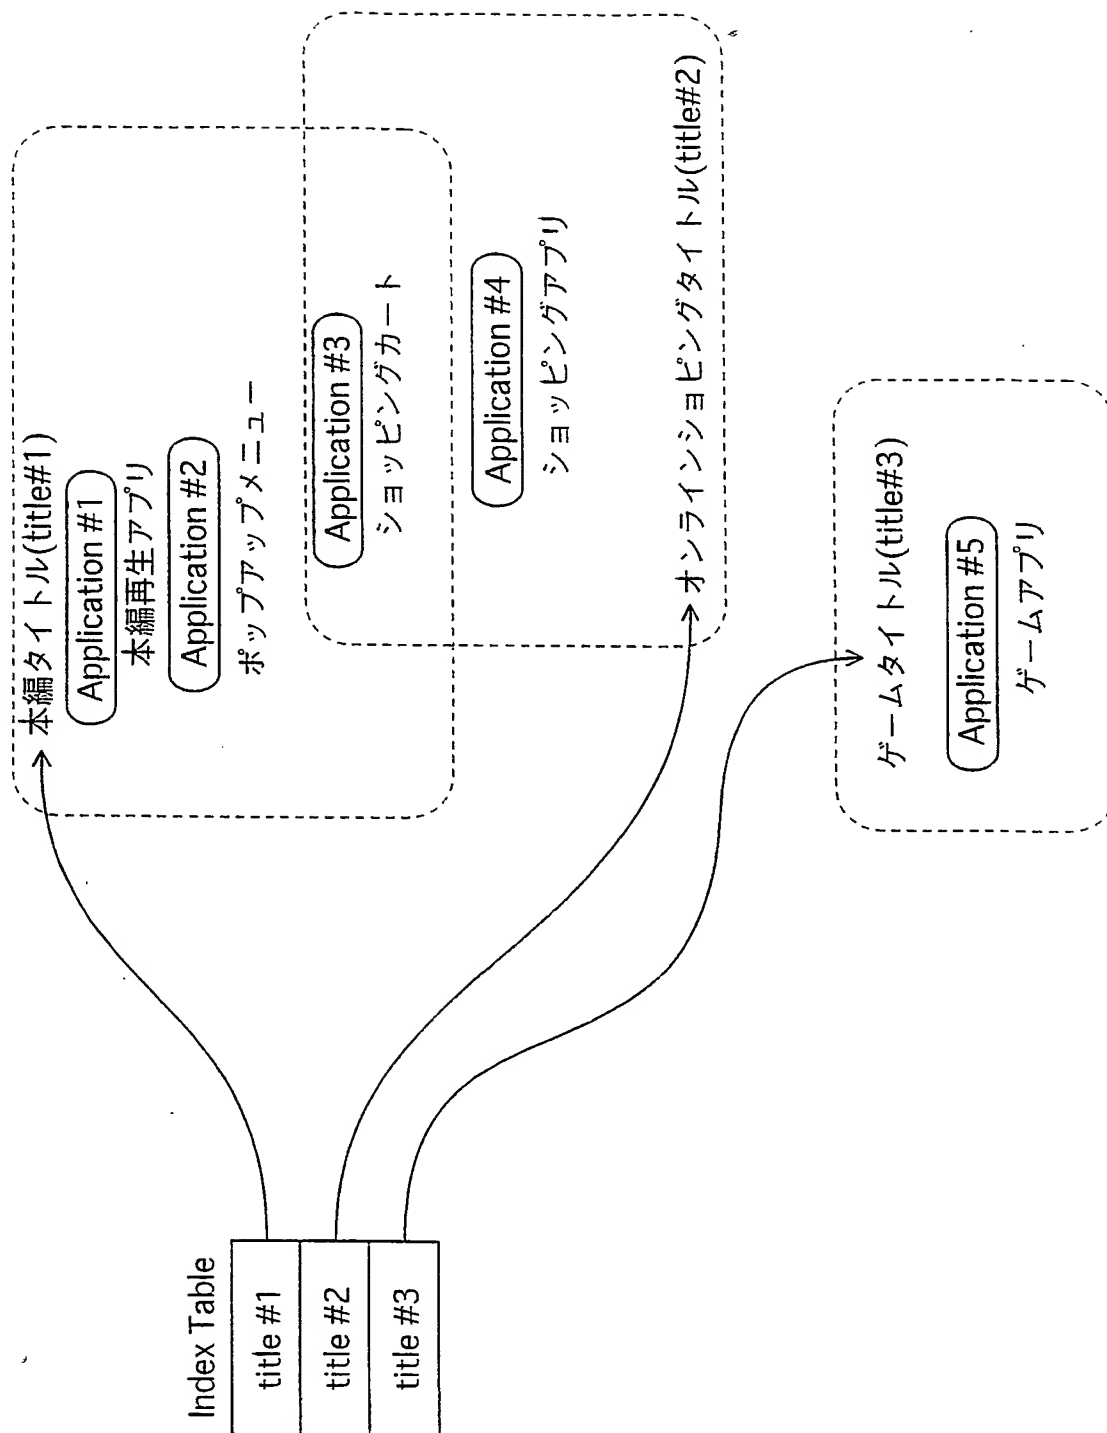 Index Table
title #1
title #2
title #3
本編タイトル(title#1)
Application #1
本編再生アプリ
Application #2
ポップアップメニュー
Application #3
ショッピングカート
Application #4
ショッピングアプリ
オンラインショピングタイトル(title#2)
ゲームタイトル(title#3)
Application #5
ゲームアプリ